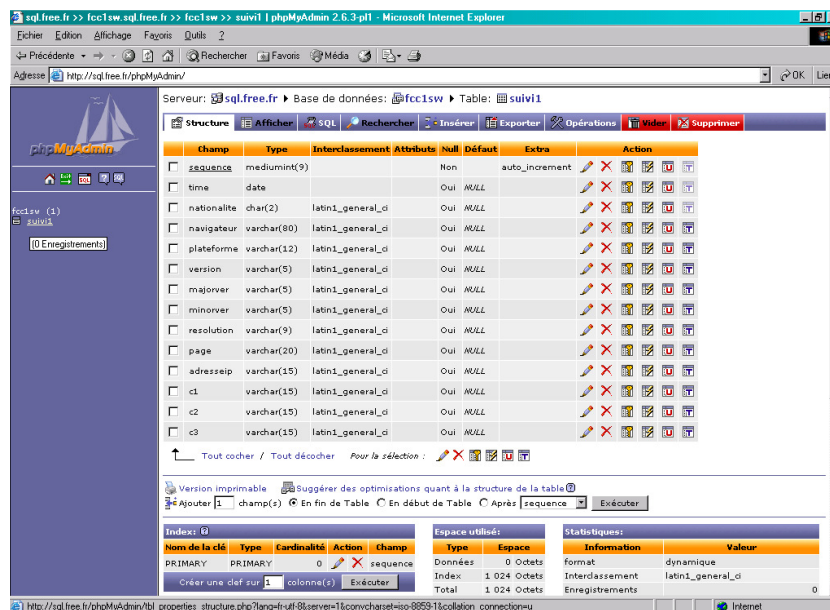 sql.free.fr >> fcc1sw.sql.free.fr >> fcc1sw >> suivi1 | phpMyAdmin 2.6.3-pl1 - Microsoft Internet Explorer
Fichier Edition Affichage Favoris Outils ?
Précédente Rechercher Favoris Média
Adresse http://sql.free.fr/phpMyAdmin/ OK Lien
Serveur: sql.free.fr ▸ Base de données: fcc1sw ▸ Table: suivi1
Structure Afficher SQL Rechercher Insérer Exporter Opérations Vider Supprimer
phpMyAdmin
fcc1sw (1)
suivi1
(0 Enregistrements)
Champ Type Interclassement Attributs Null Défaut Extra Action
sequence mediumint(9) Non auto_increment
time date Oui NULL
nationalite char(2) latin1_general_ci Oui NULL
navigateur varchar(80) latin1_general_ci Oui NULL
plateforme varchar(12) latin1_general_ci Oui NULL
version varchar(5) latin1_general_ci Oui NULL
majorver varchar(5) latin1_general_ci Oui NULL
minorver varchar(5) latin1_general_ci Oui NULL
resolution varchar(9) latin1_general_ci Oui NULL
page varchar(20) latin1_general_ci Oui NULL
adresseip varchar(15) latin1_general_ci Oui NULL
c1 varchar(15) latin1_general_ci Oui NULL
c2 varchar(15) latin1_general_ci Oui NULL
c3 varchar(15) latin1_general_ci Oui NULL
Tout cocher / Tout décocher Pour la sélection :
Version imprimable Suggérer des optimisations quant à la structure de la table
Ajouter 1 champ(s) En fin de Table En début de Table Après sequence Exécuter
Index: Espace utilisé: Statistiques:
Nom de la clé Type Cardinalité Action Champ Type Espace Information Valeur
PRIMARY PRIMARY 0 sequence Données 0 Octets format dynamique
Index 1 024 Octets Interclassement latin1_general_ci
Créer une clef sur 1 colonne(s) Exécuter Total 1 024 Octets Enregistrements 0
http://sql.free.fr/phpMyAdmin/tbl_properties_structure.php?lang=fr-utf-8&server=1&convcharset=iso-8859-1&collation_connection=u Internet